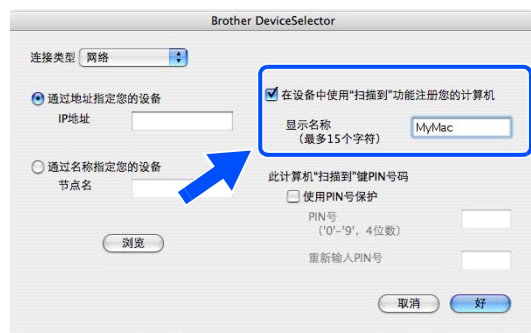 Brother DeviceSelector
连接类型 网络
通过地址指定您的设备
IP地址
通过名称指定您的设备
节点名
浏览
在设备中使用“扫描到”功能注册您的计算机
显示名称
(最多15个字符)
MyMac
此计算机“扫描到”键PIN号码
使用PIN号保护
PIN号
('0'-'9'，4位数)
重新输入PIN号
取消
好